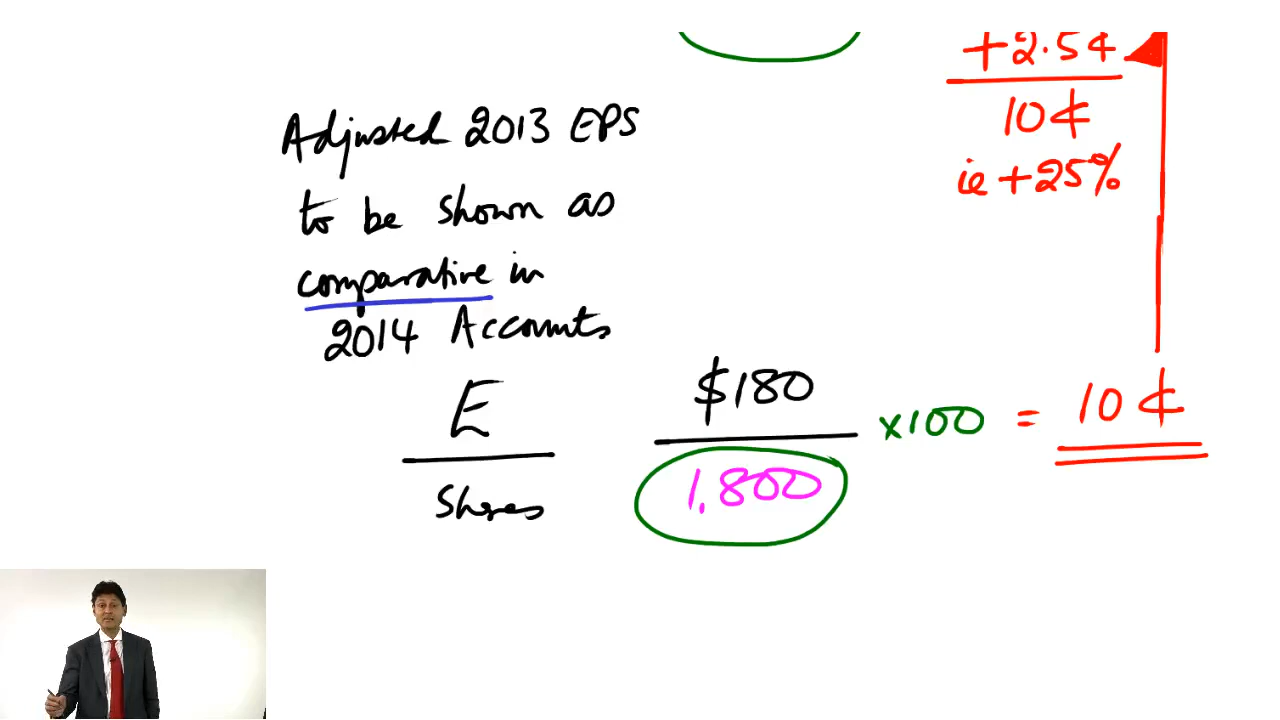 +2.5¢
10¢
ie +25%
Adjusted 2013 EPS
to be shown as
comparative in
2014 Accounts
E
Shares
$180
1,800
x100 = 10¢